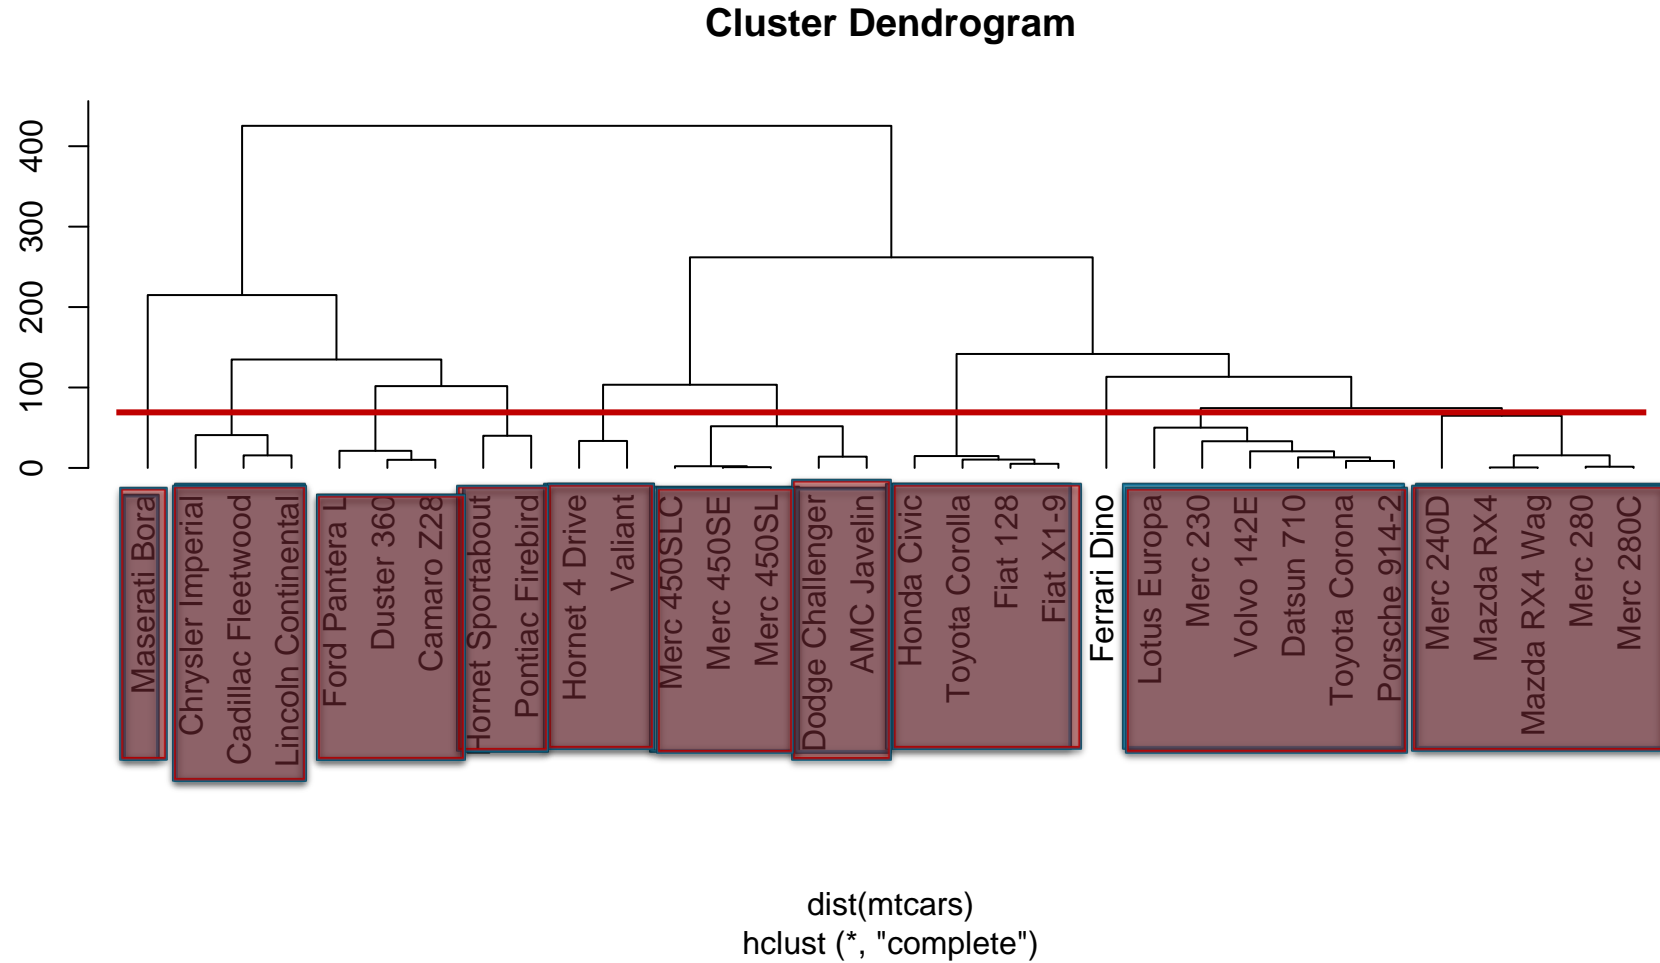 Cluster Dendrogram
400
300
200
100
0
Maserati Bora
Chrysler Imperial
Cadillac Fleetwood
Lincoln Continental
Ford Pantera L
Duster 360
Camaro Z28
Hornet Sportabout
Pontiac Firebird
Hornet 4 Drive
Valiant
Merc 450SLC
Merc 450SE
Merc 450SL
Dodge Challenger
AMC Javelin
Honda Civic
Toyota Corolla
Fiat 128
Fiat X1-9
Ferrari Dino
Lotus Europa
Merc 230
Volvo 142E
Datsun 710
Toyota Corona
Porsche 914-2
Merc 240D
Mazda RX4
Mazda RX4 Wag
Merc 280
Merc 280C
dist(mtcars)
hclust (*, "complete")